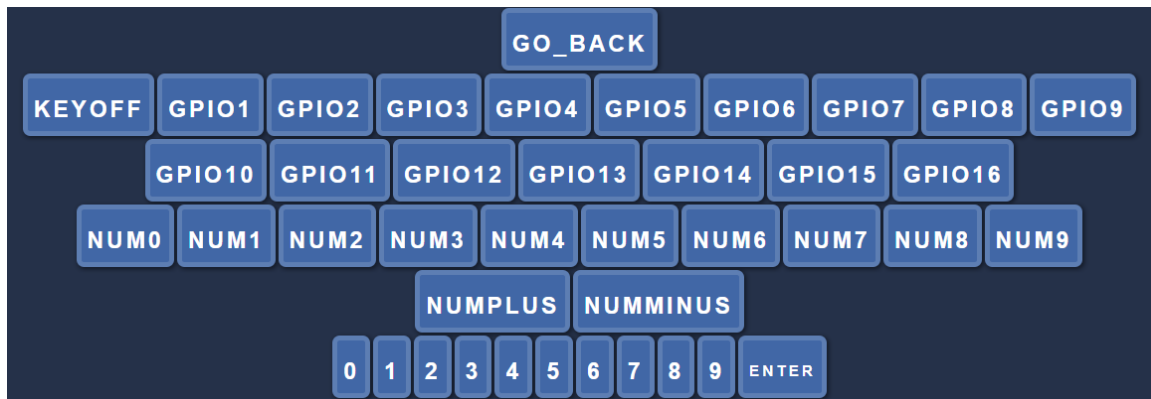 GO_BACK
KEYOFF GPIO1 GPIO2 GPIO3 GPIO4 GPIO5 GPIO6 GPIO7 GPIO8 GPIO9
GPIO10 GPIO11 GPIO12 GPIO13 GPIO14 GPIO15 GPIO16
NUM0 NUM1 NUM2 NUM3 NUM4 NUM5 NUM6 NUM7 NUM8 NUM9
NUMPLUS NUMMINUS
0 1 2 3 4 5 6 7 8 9 ENTER